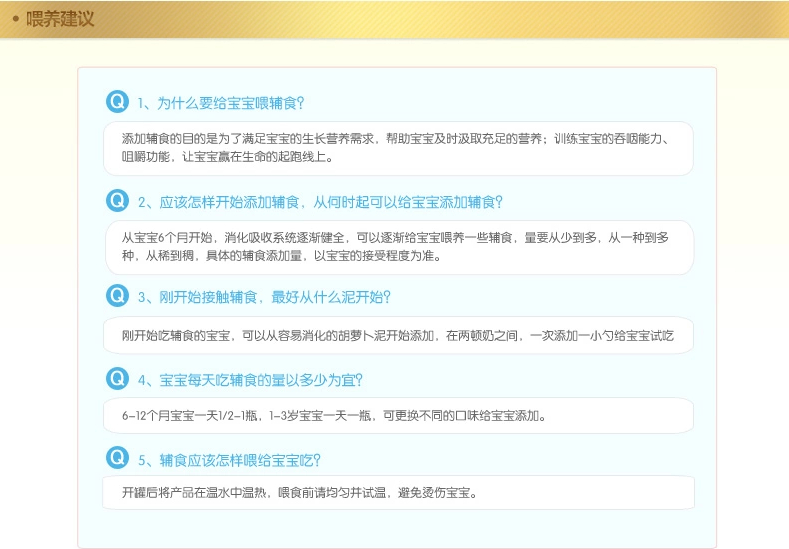 • 喂养建议
Q 1、为什么要给宝宝喂辅食?
添加辅食的目的是为了满足宝宝的生长营养需求，帮助宝宝及时汲取充足的营养；训练宝宝的吞咽能力、
咀嚼功能，让宝宝赢在生命的起跑线上。
Q 2、应该怎样开始添加辅食，从何时起可以给宝宝添加辅食?
从宝宝6个月开始，消化吸收系统逐渐健全，可以逐渐给宝宝喂养一些辅食，量要从少到多，从一种到多
种，从稀到稠，具体的辅食添加量，以宝宝的接受程度为准。
Q 3、刚开始接触辅食，最好从什么泥开始?
刚开始吃辅食的宝宝，可以从容易消化的胡萝卜泥开始添加，在两顿奶之间，一次添加一小勺给宝宝试吃
Q 4、宝宝每天吃辅食的量以多少为宜?
6-12个月宝宝一天1/2-1瓶，1-3岁宝宝一天一瓶，可更换不同的口味给宝宝添加。
Q 5、辅食应该怎样喂给宝宝吃?
开罐后将产品在温水中温热，喂食前请均匀并试温，避免烫伤宝宝。